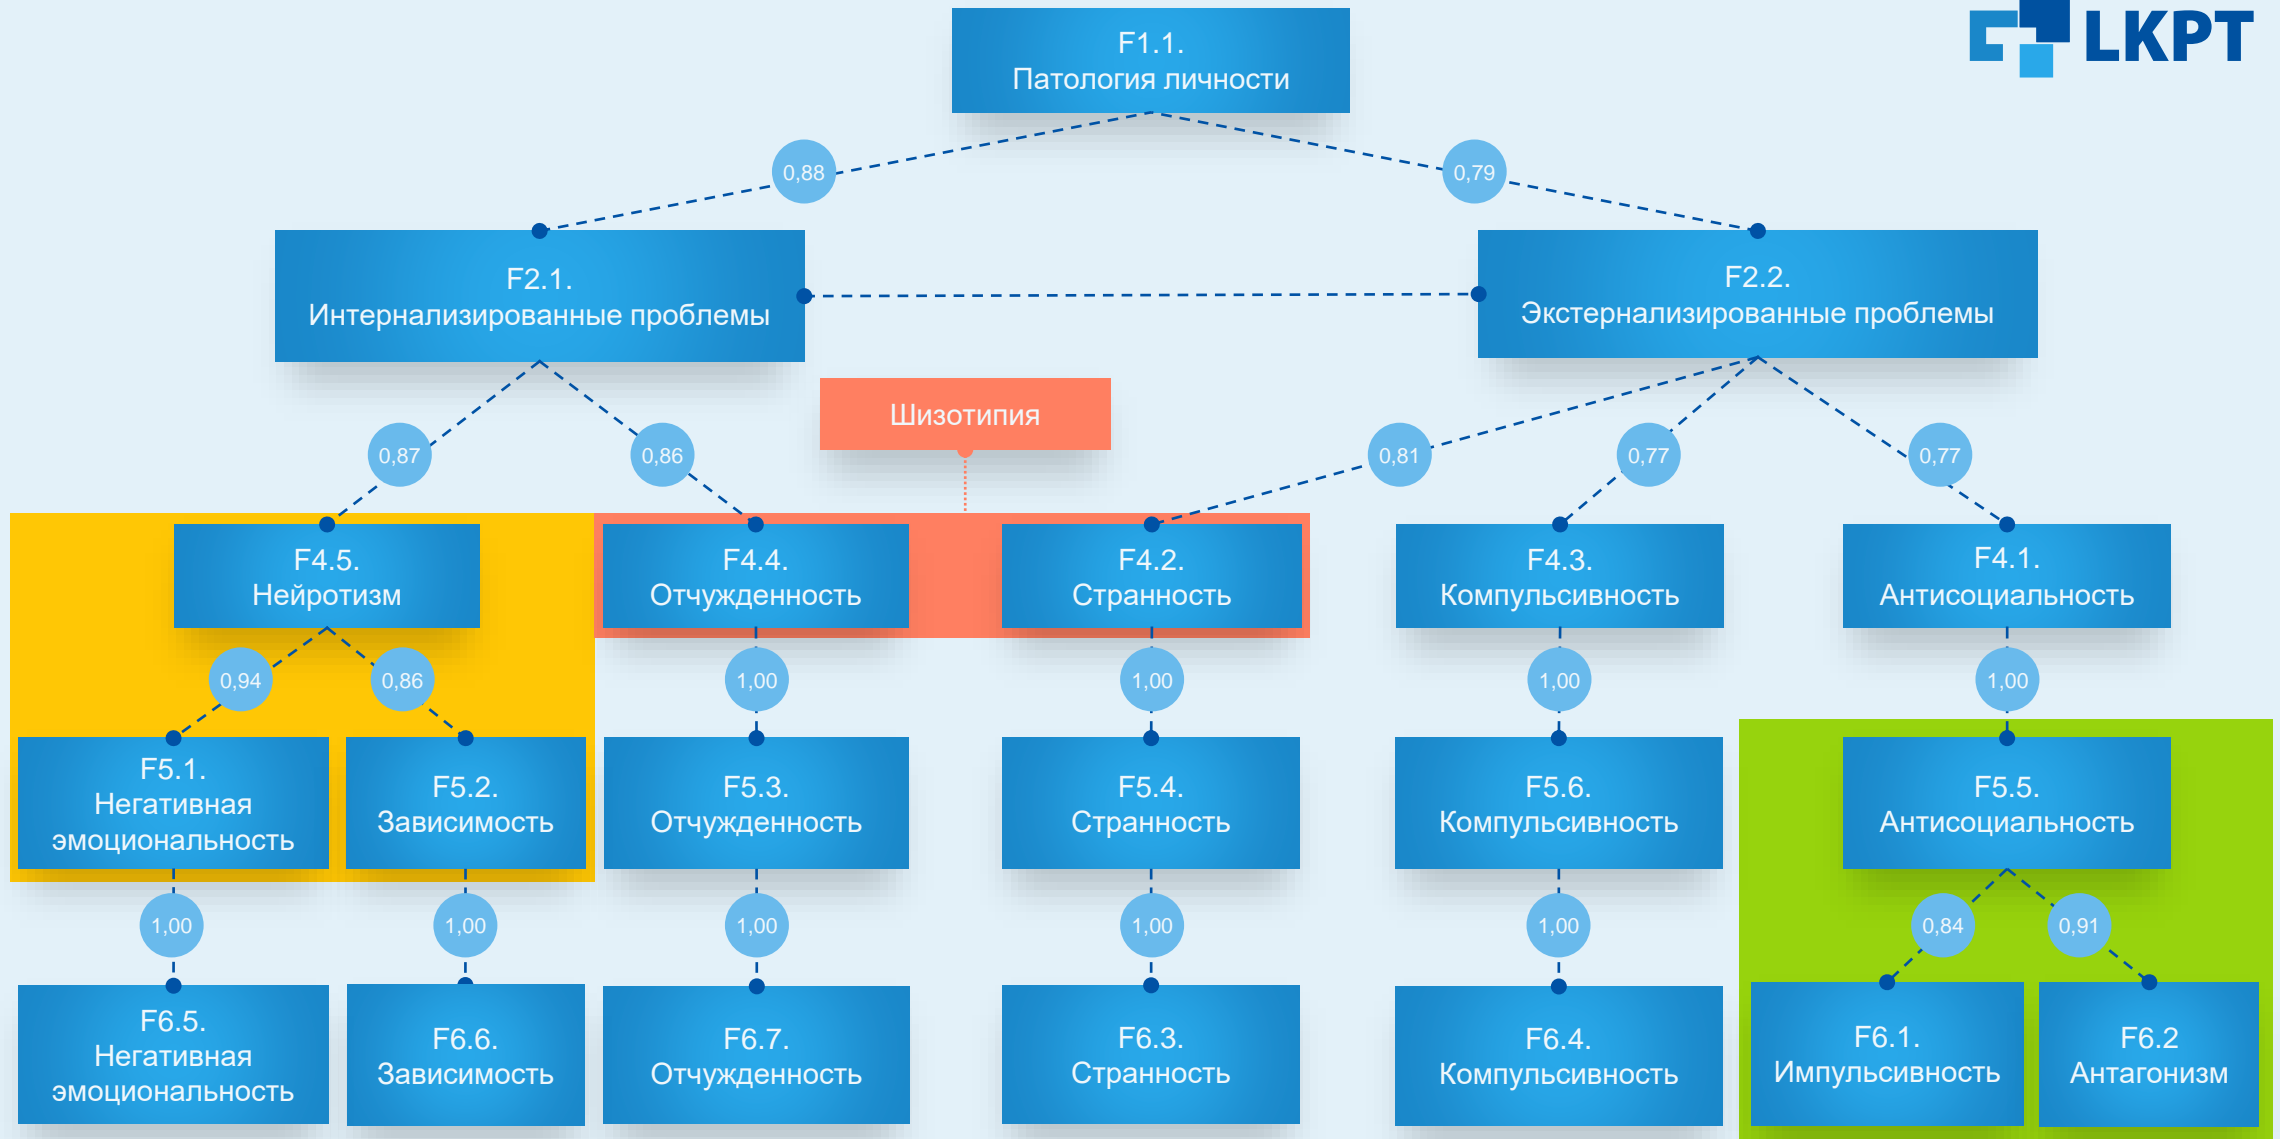 LKPT
F1.1.
Патология личности
0,88
0,79
F2.1.
Интернализированные проблемы
F2.2.
Экстернализированные проблемы
Шизотипия
0,87
0,86
0,81
0,77
0,77
F4.5.
Нейротизм
F4.4.
Отчужденность
F4.2.
Странность
F4.3.
Компульсивность
F4.1.
Антисоциальность
0,94
0,86
1,00
1,00
1,00
1,00
F5.1.
Негативная
эмоциональность
F5.2.
Зависимость
F5.3.
Отчужденность
F5.4.
Странность
F5.6.
Компульсивность
F5.5.
Антисоциальность
1,00
1,00
1,00
1,00
1,00
0,84
0,91
F6.5.
Негативная
эмоциональность
F6.6.
Зависимость
F6.7.
Отчужденность
F6.3.
Странность
F6.4.
Компульсивность
F6.1.
Импульсивность
F6.2
Антагонизм